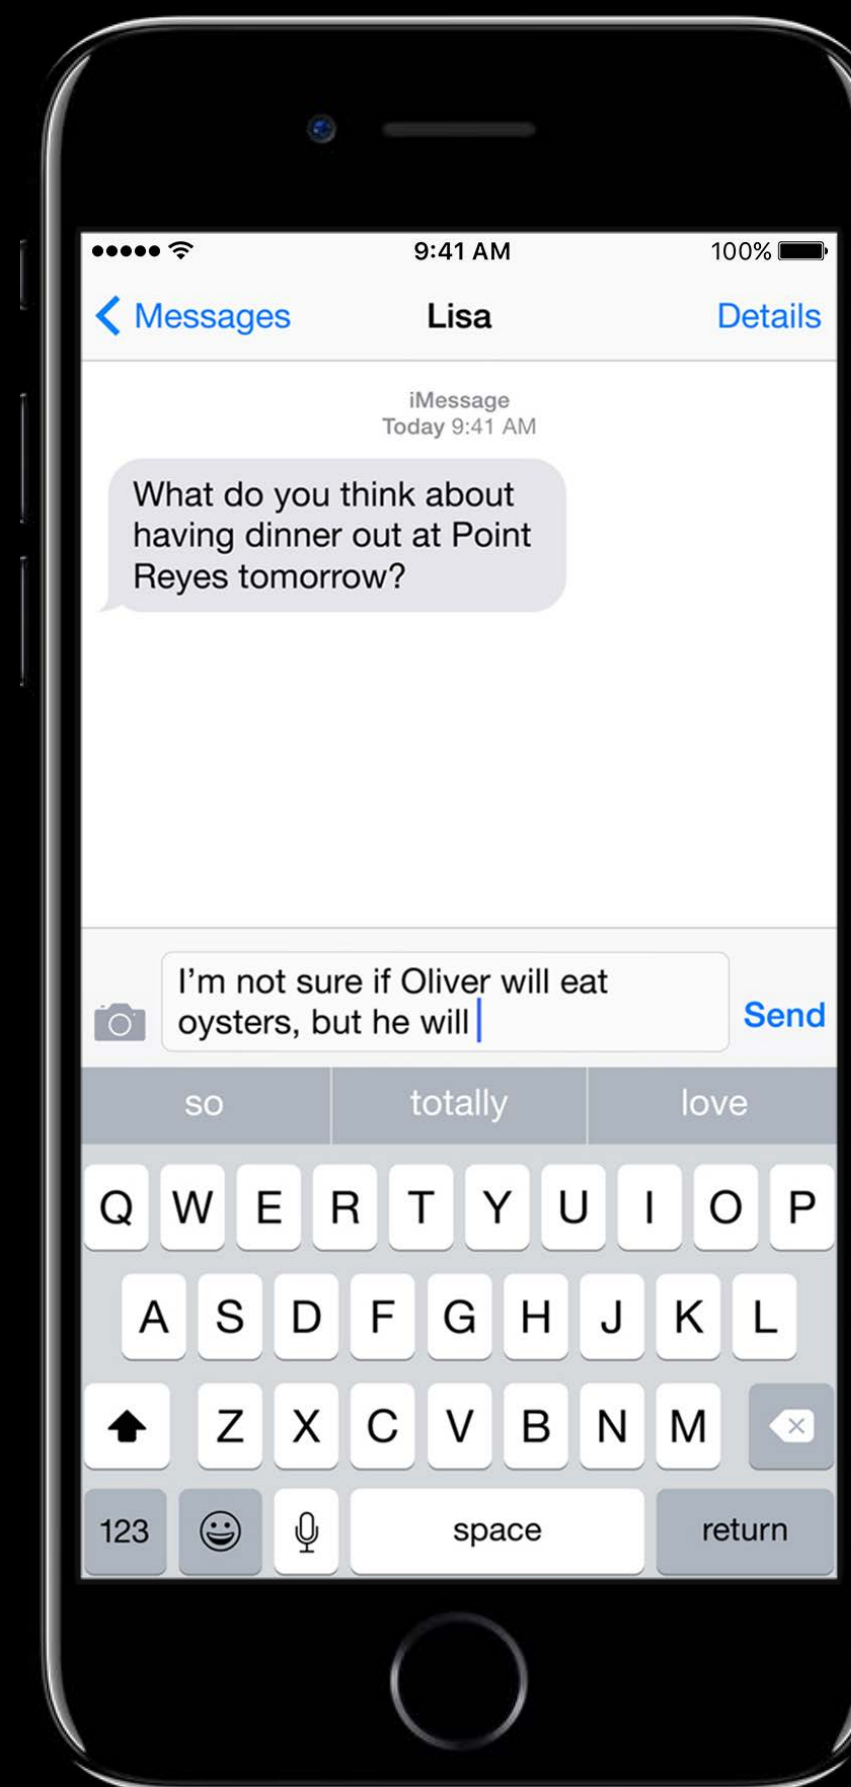 9:41 AM 100%
Messages Lisa Details
iMessage
Today 9:41 AM
What do you think about
having dinner out at Point
Reyes tomorrow?
I'm not sure if Oliver will eat
oysters, but he will
Send
so totally love
Q W E R T Y U I O P
A S D F G H J K L
Z X C V B N M
123 space return